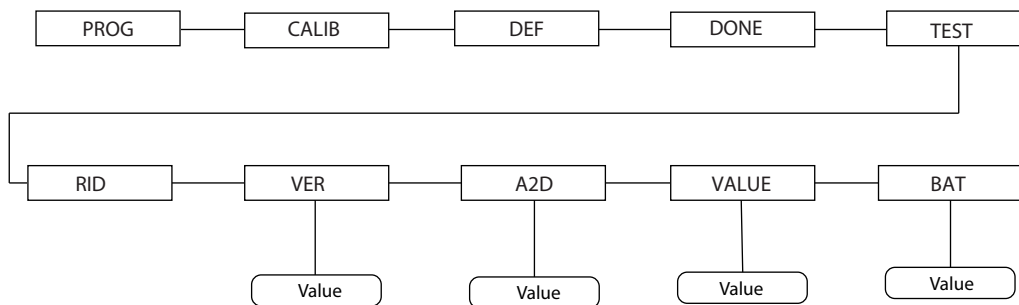 PROG CALIB DEF DONE TEST
RID VER A2D VALUE BAT
Value Value Value Value